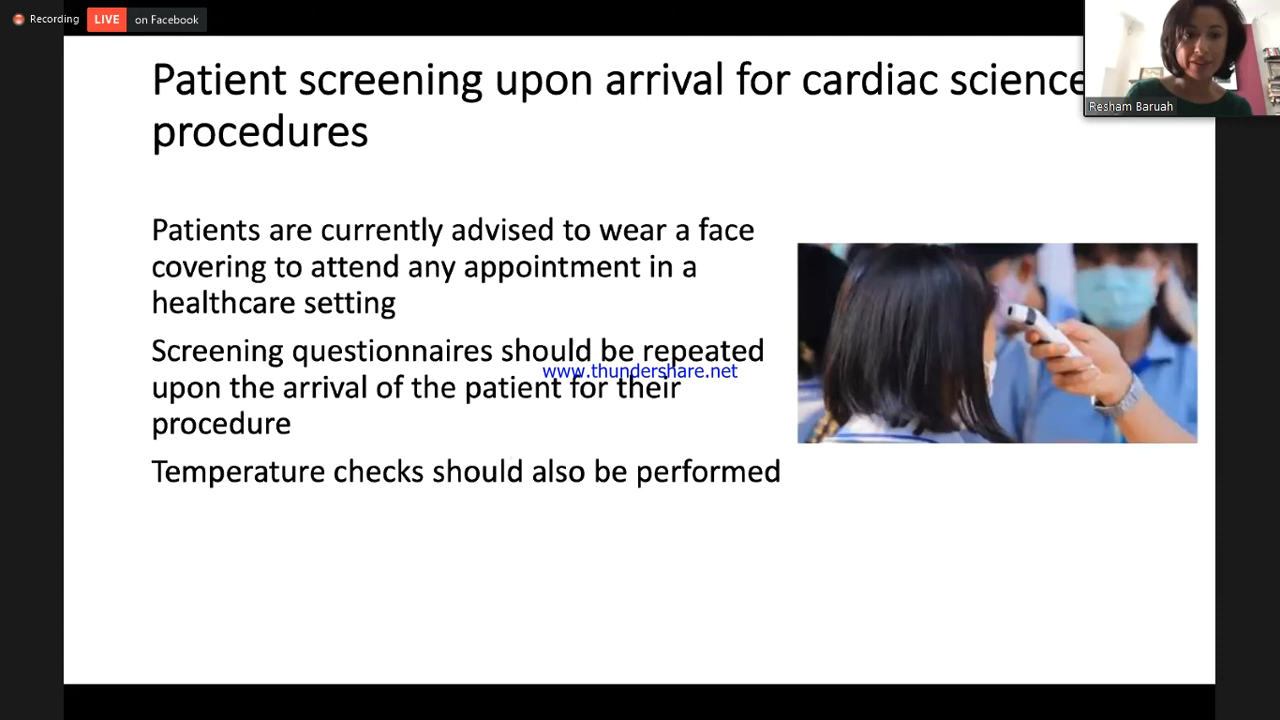 Recording
LIVE on Facebook
Patient screening upon arrival for cardiac science
procedures
Resham Baruah
Patients are currently advised to wear a face
covering to attend any appointment in a
healthcare setting
Screening questionnaires should be repeated
www.thundershare.net
upon the arrival of the patient for their
procedure
Temperature checks should also be performed